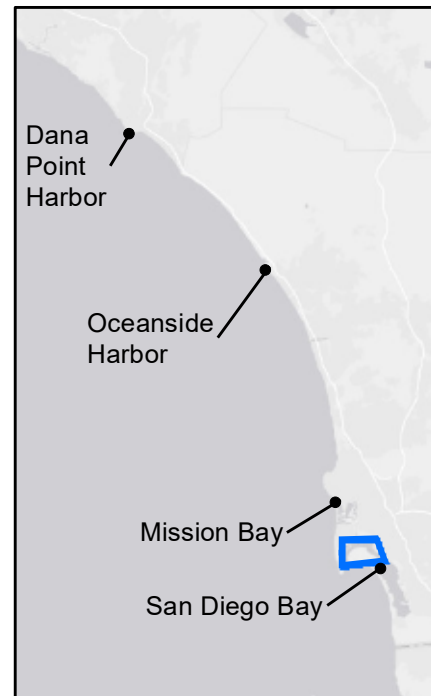 Dana
Point
Harbor
Oceanside
Harbor
Mission Bay
San Diego Bay